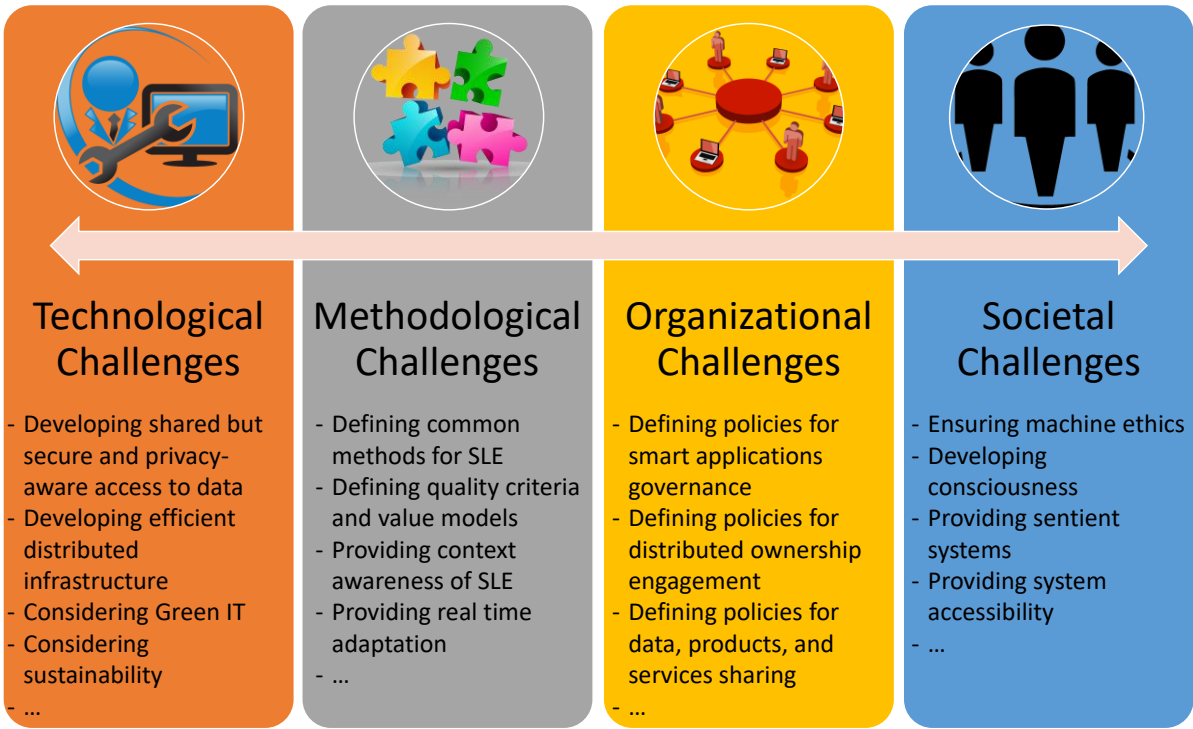 Technological
Challenges
- Developing shared but
secure and privacy-
aware access to data
- Developing efficient
distributed
infrastructure
- Considering Green IT
- Considering
sustainability
- ...
Methodological
Challenges
- Defining common
methods for SLE
- Defining quality criteria
and value models
- Providing context
awareness of SLE
- Providing real time
adaptation
- ...
Organizational
Challenges
- Defining policies for
smart applications
governance
- Defining policies for
distributed ownership
engagement
- Defining policies for
data, products, and
services sharing
- ...
Societal
Challenges
- Ensuring machine ethics
- Developing
consciousness
- Providing sentient
systems
- Providing system
accessibility
- ...